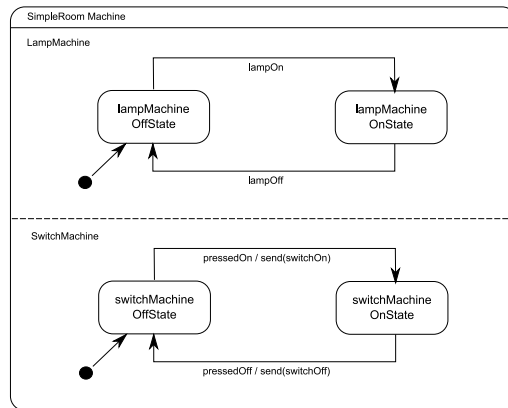 SimpleRoom Machine
LampMachine
lampOn
lampMachine
OffState
lampMachine
OnState
lampOff
SwitchMachine
pressedOn / send(switchOn)
switchMachine
OffState
switchMachine
OnState
pressedOff / send(switchOff)